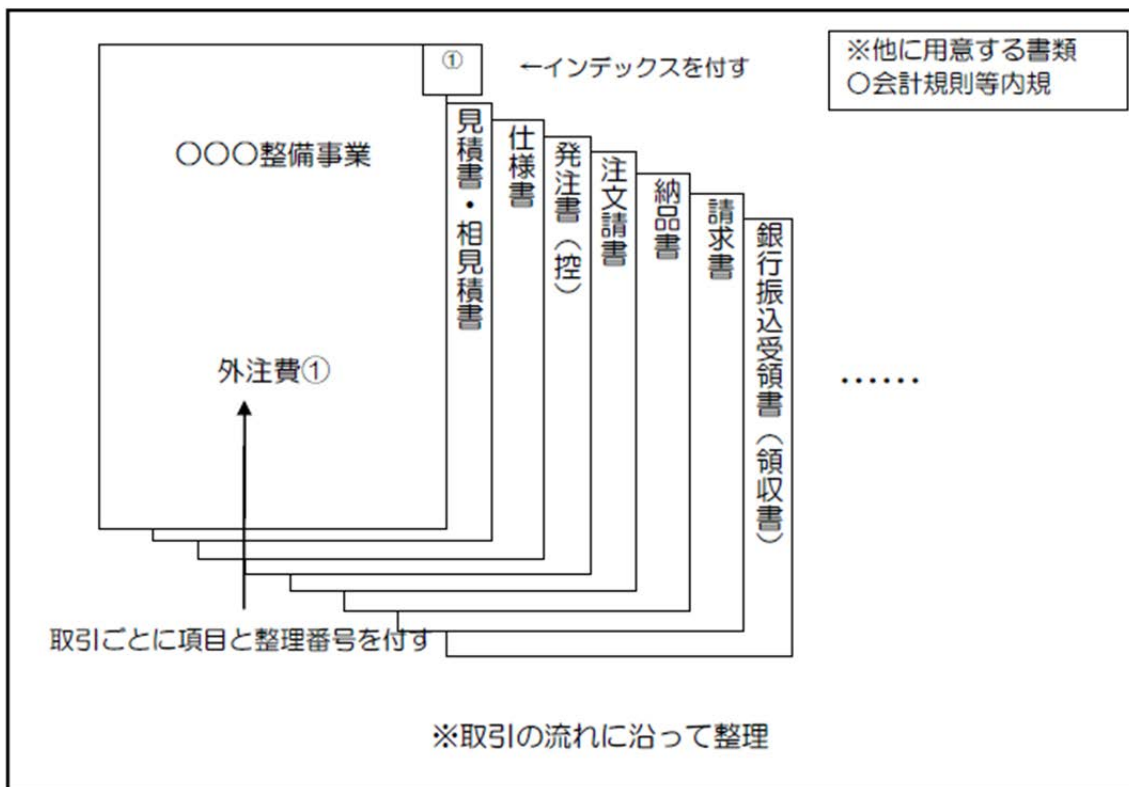 ①
←インデックスを付す
※他に用意する書類
〇会計規則等内規
〇〇〇整備事業
外注費①
見積書・相見積書
仕様書
発注書（控）
注文請書
納品書
請求書
銀行振込受領書（領収書）
……
取引ごとに項目と整理番号を付す
※取引の流れに沿って整理